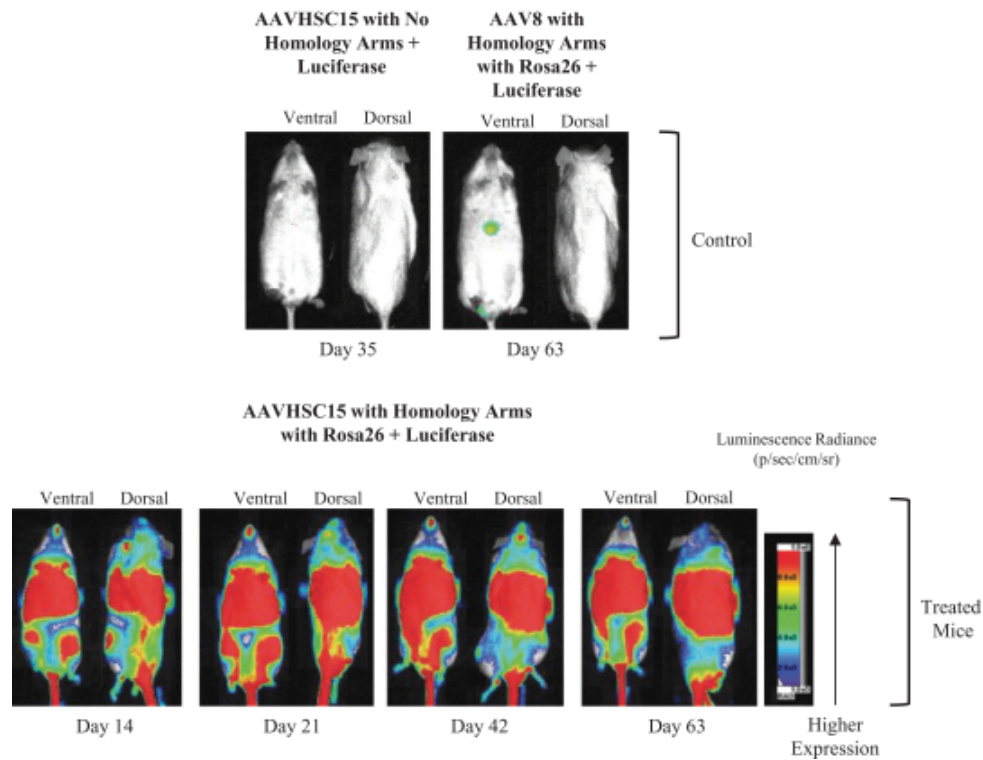 AAVHSC15 with No
Homology Arms +
Luciferase
AAV8 with
Homology Arms
with Rosa26 +
Luciferase
Ventral Dorsal
Ventral Dorsal
Control
Day 35
Day 63
AAVHSC15 with Homology Arms
with Rosa26 + Luciferase
Luminescence Radiance
(p/sec/cm/sr)
Ventral Dorsal
Ventral Dorsal
Ventral Dorsal
Ventral Dorsal
Treated
Mice
Day 14
Day 21
Day 42
Day 63
Higher
Expression